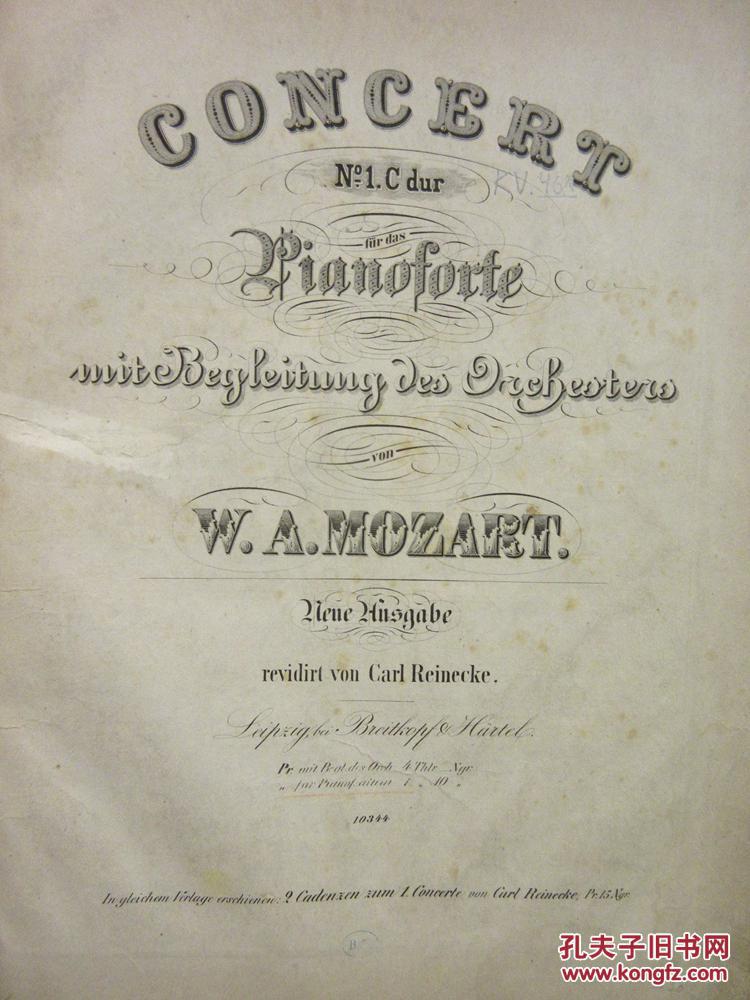 CONCERT
No. 1. C dur
KV. 467
für das
Pianoforte
mit Begleitung des Orchesters
von
W. A. MOZART.
Neue Ausgabe
revidirt von Carl Reinecke.
Leipzig, bei Breitkopf & Härtel.
Pr. mit Begl. des Orch. 4 Thlr. Ngr.
" für Pianof. allein 1 " 10 "
10344
In gleichem Verlage erschienen: 2 Cadenzen zum 1. Concerte von Carl Reinecke, Pr. 15 Ngr.
B
孔夫子旧书网
www.kongfz.com